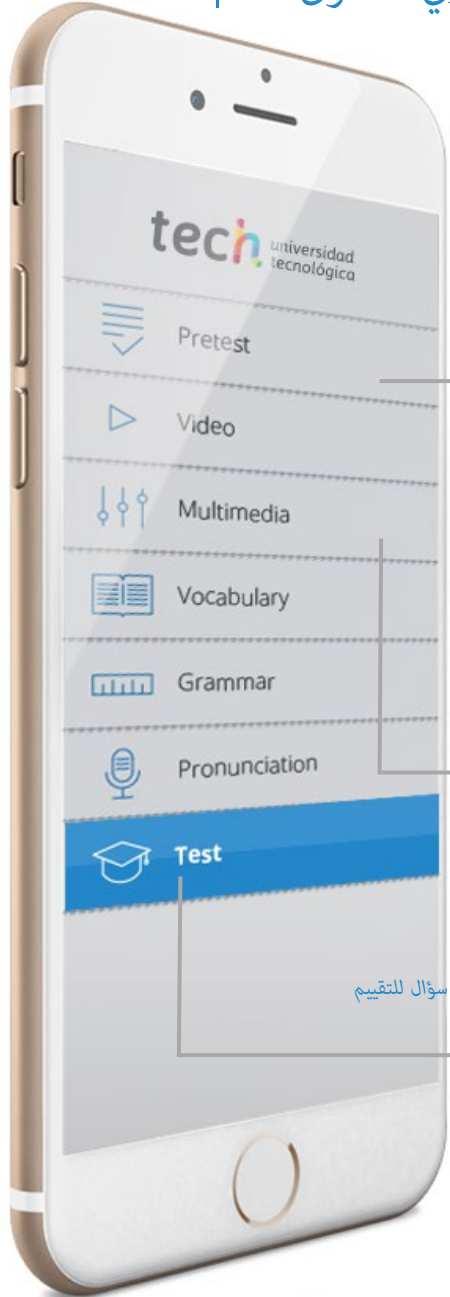 tech universidad
tecnológica
Pretest
Video
Multimedia
Vocabulary
Grammar
Pronunciation
Test
سؤال للتقييم